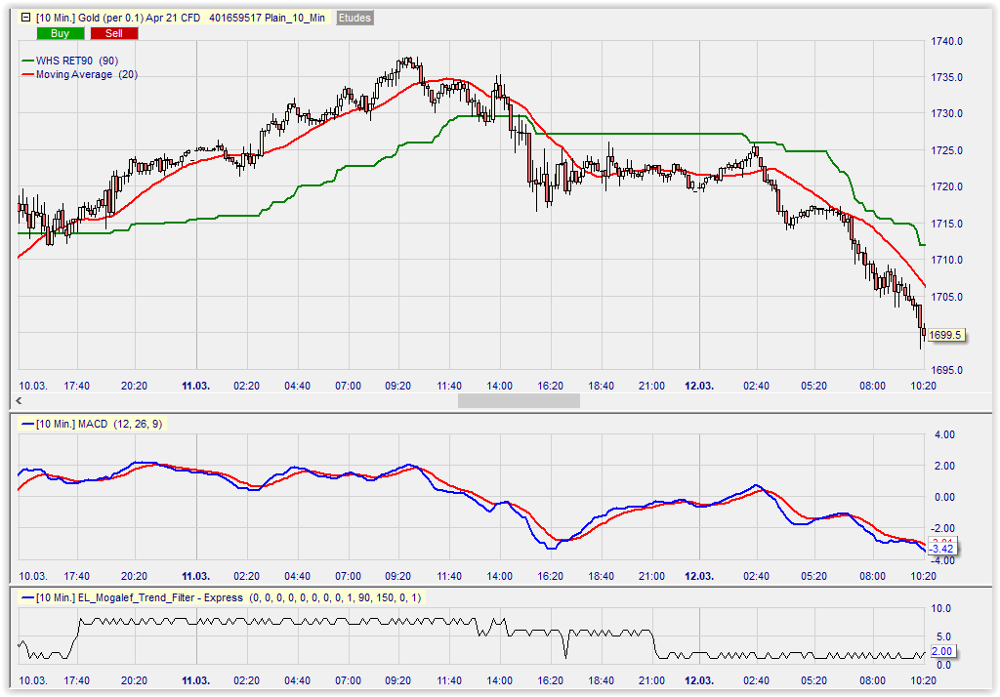 [10 Min.] Gold (per 0.1) Apr 21 CFD 401659517 Plain_10_Min Etudes
Buy Sell
WHS RET90 (90)
Moving Average (20)
1740.0
1735.0
1730.0
1725.0
1720.0
1715.0
1710.0
1705.0
1699.5
1695.0
10.03. 17:40 20:20 11.03. 02:20 04:40 07:00 09:20 11:40 14:00 16:20 18:40 21:00 12.03. 02:40 05:20 08:00 10:20
[10 Min.] MACD (12, 26, 9)
4.00
2.00
0.00
-2.00
-3.42
-4.00
10.03. 17:40 20:20 11.03. 02:20 04:40 07:00 09:20 11:40 14:00 16:20 18:40 21:00 12.03. 02:40 05:20 08:00 10:20
[10 Min.] EL_Mogalef_Trend_Filter - Express (0, 0, 0, 0, 0, 0, 0, 0, 1, 90, 150, 0, 1)
10.0
5.0
2.00
0.0
10.03. 17:40 20:20 11.03. 02:20 04:40 07:00 09:20 11:40 14:00 16:20 18:40 21:00 12.03. 02:40 05:20 08:00 10:20